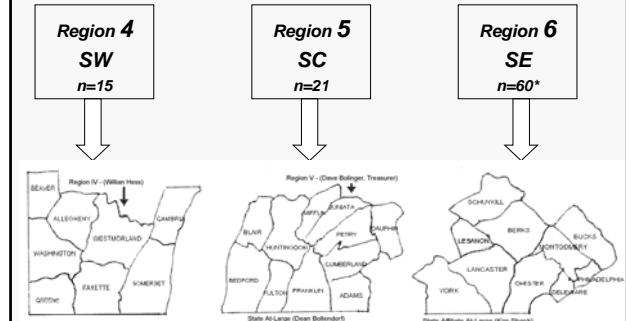 Region 4
SW
n=15
Region 5
SC
n=21
Region 6
SE
n=60*
Region IV - (Willian Hess)
BEAVER
ALLEGHENY
WESTMORLAND
CAMBRIA
WASHINGTON
FAYETTE
SOMERSET
GREENE
Region V - (Dave Bolinger, Treasurer)
MIFFLIN
JUNIATA
BLAIR
PERRY
DAUPHIN
HUNTINGDON
CUMBERLAND
BEDFORD
FULTON
FRANKLIN
ADAMS
State At-Large (Dean Bollendorf)
SCHUYKILL
BERKS
BUCKS
LEBANON
MONTGOMERY
LANCASTER
PHILADELPHIA
YORK
CHESTER
DELAWARE